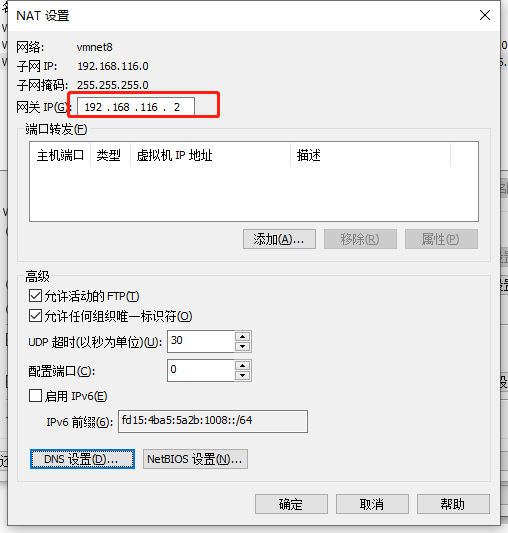 NAT 设置
网络: vmnet8
子网 IP: 192.168.116.0
子网掩码: 255.255.255.0
网关 IP(G): 192 . 168 . 116 . 2
端口转发(F)
主机端口 类型 虚拟机 IP 地址 描述
添加(A)... 移除(R) 属性(P)
高级
允许活动的 FTP(T)
允许任何组织唯一标识符(O)
UDP 超时(以秒为单位)(U): 30
配置端口(C): 0
启用 IPv6(E)
IPv6 前缀(6): fd15:4ba5:5a2b:1008::/64
DNS 设置(D)... NetBIOS 设置(N)...
确定 取消 帮助